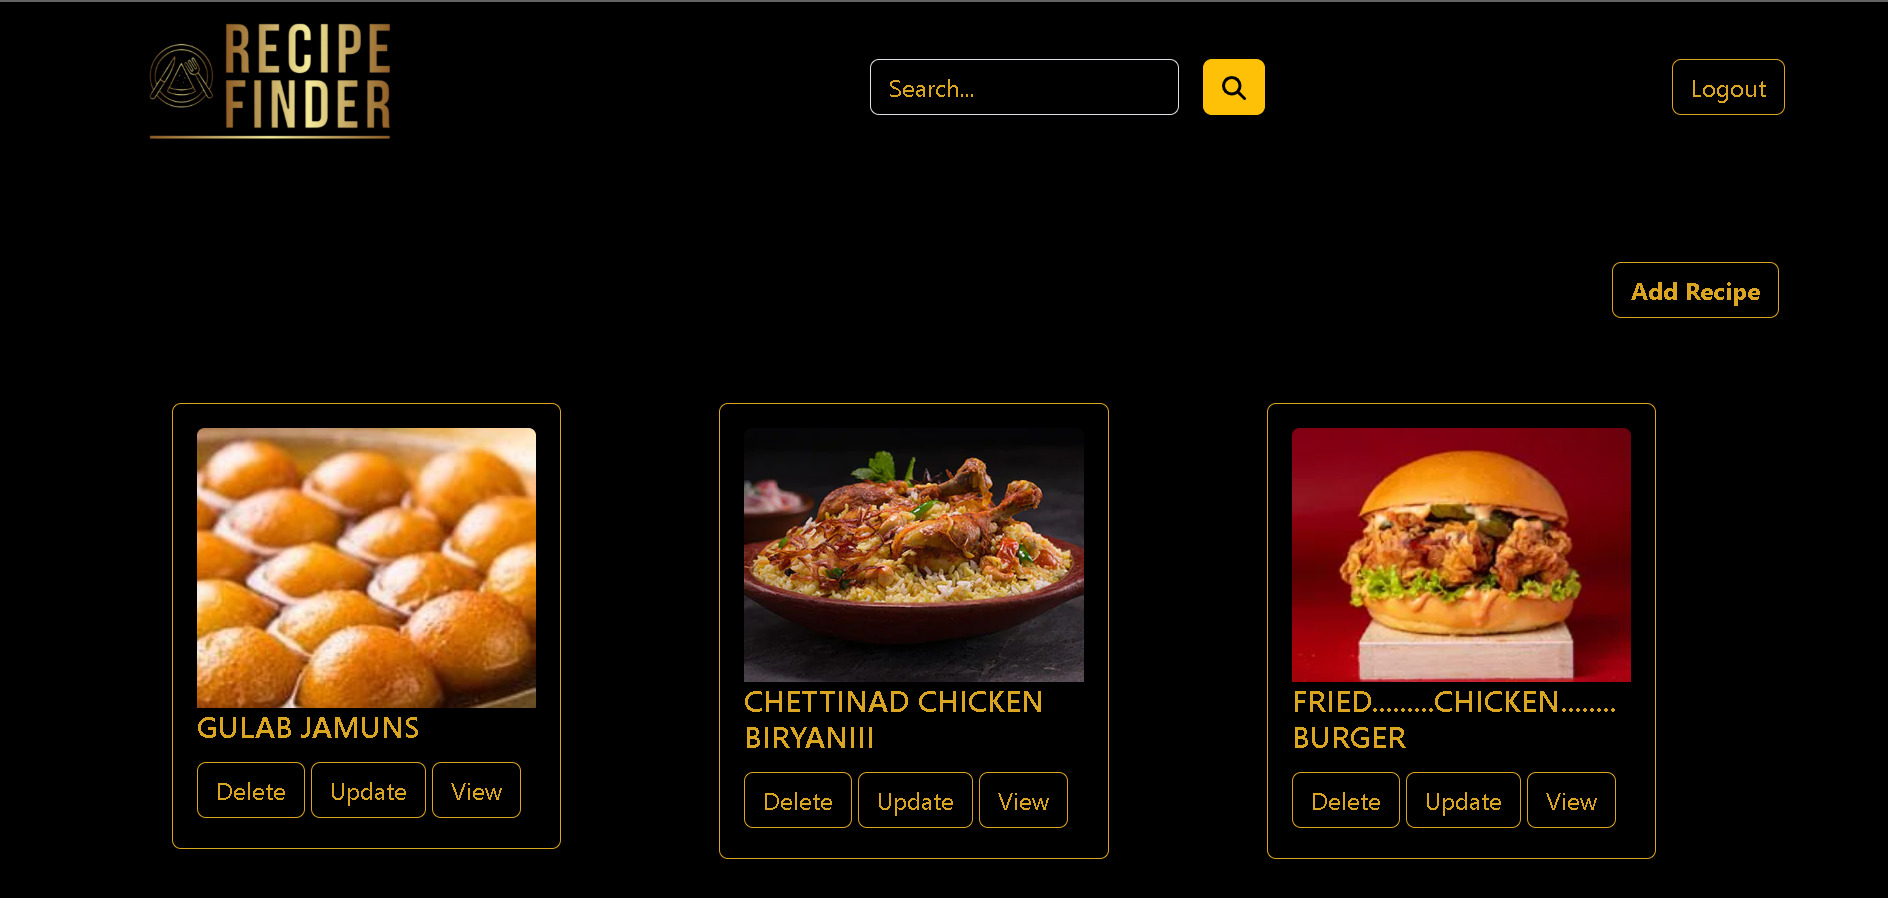 RECIPE
FINDER
Search...
Logout
Add Recipe
GULAB JAMUNS
Delete Update View
CHETTINAD CHICKEN
BIRYANIII
Delete Update View
FRIED.........CHICKEN........
BURGER
Delete Update View